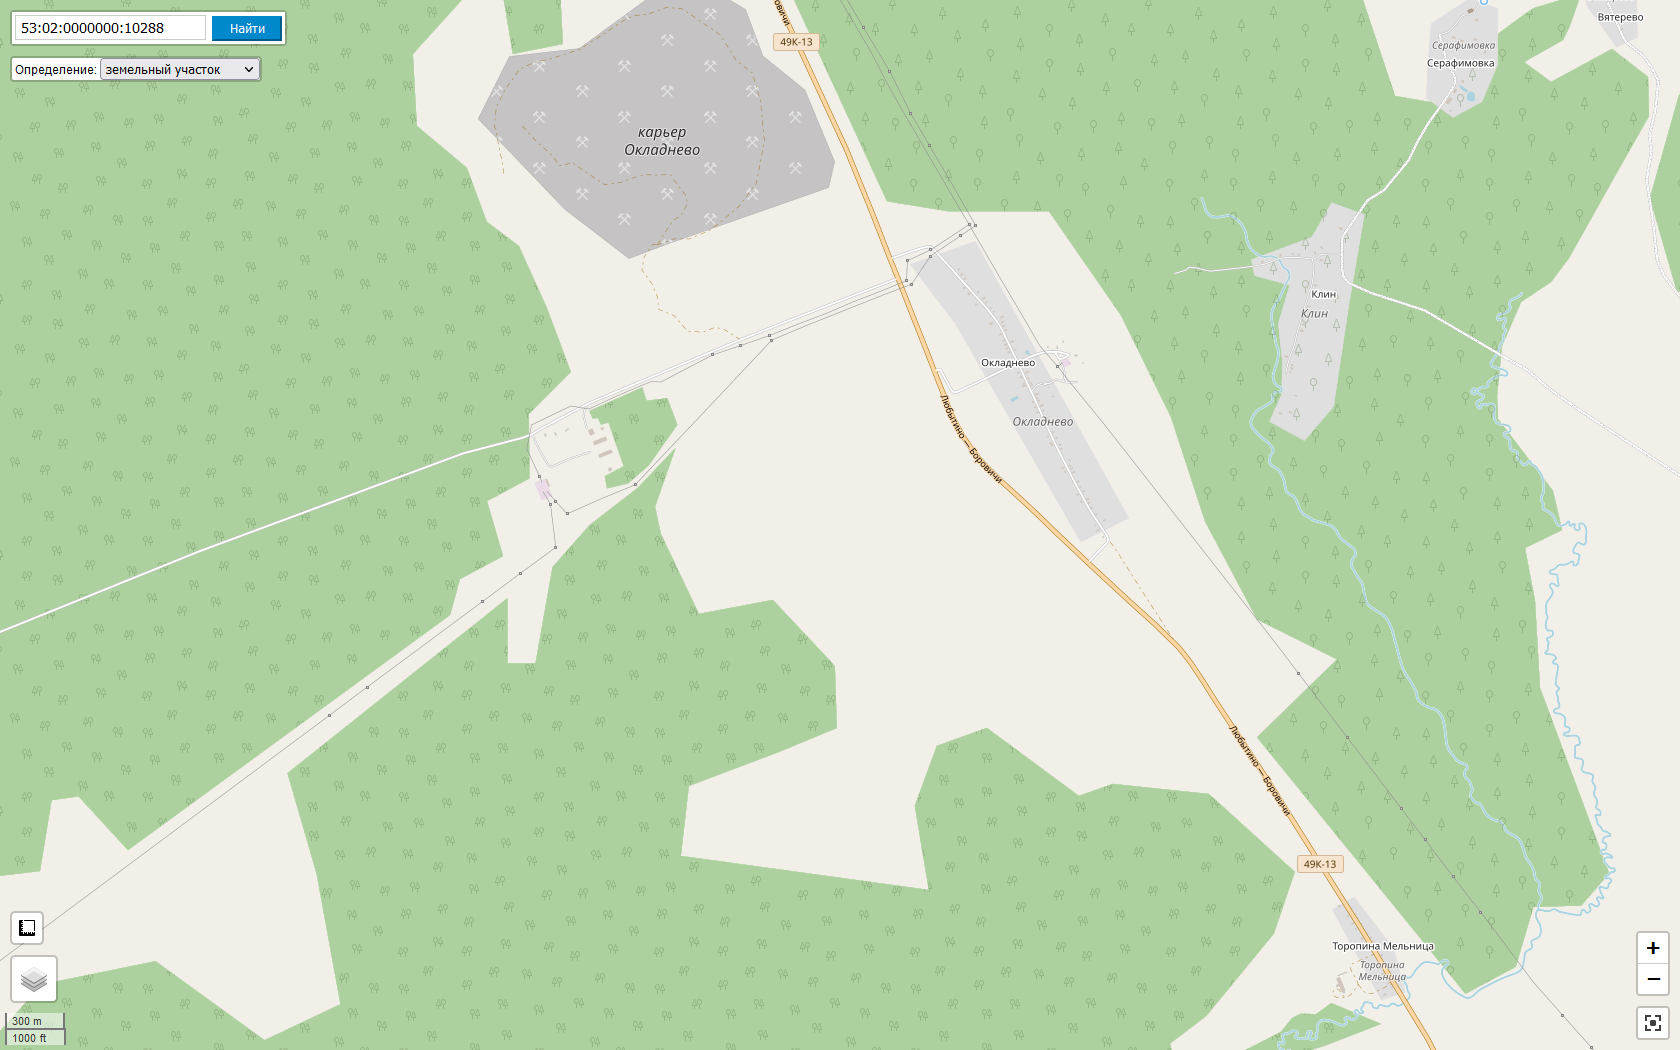 53:02:0000000:10288
Найти
Определение:
земельный участок
карьер
Окладнево
овичи
49К-13
Вятерево
Серафимовка
Серафимовка
Клин
Клин
Окладнево
Окладнево
Любытино — Боровичи
Любытино — Боровичи
49К-13
Торопина Мельница
Торопина
Мельница
+
−
300 m
1000 ft